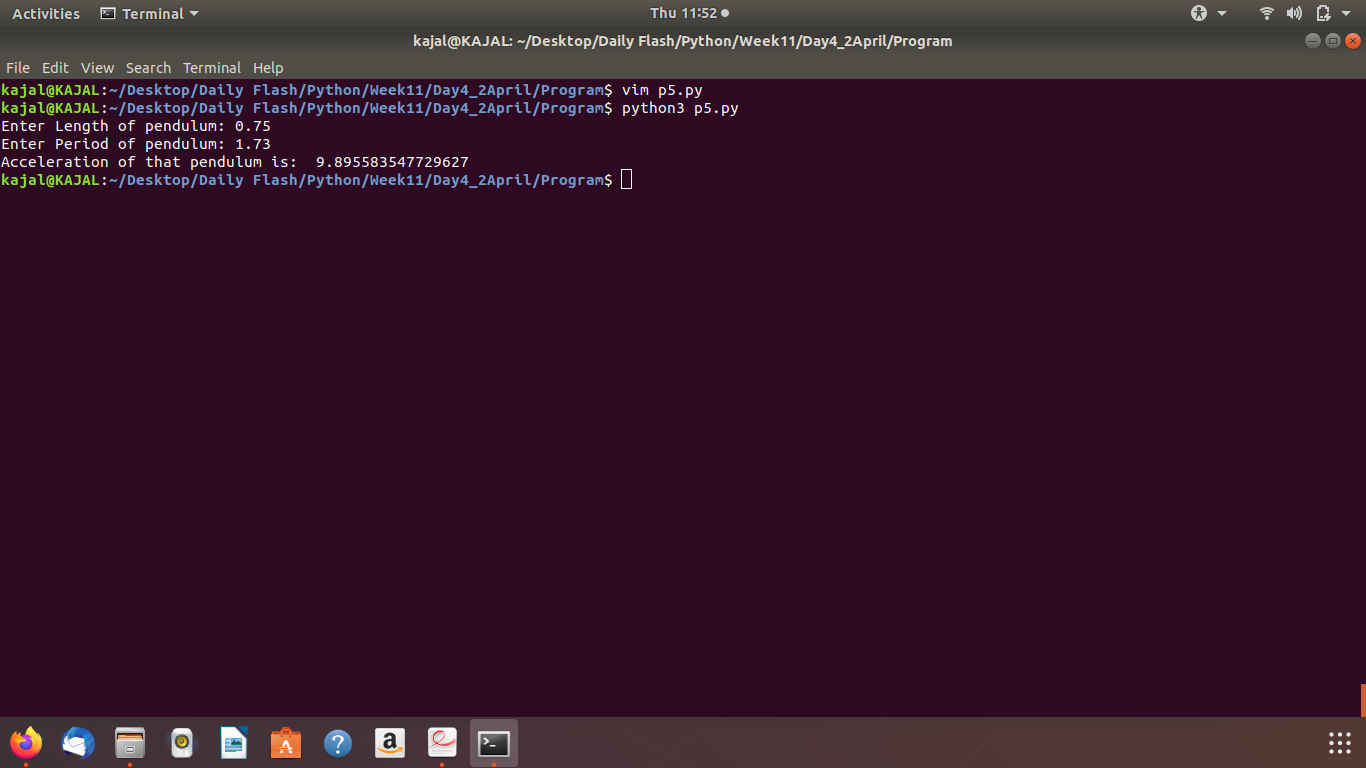 Activities Terminal Thu 11:52
kajal@KAJAL: ~/Desktop/Daily Flash/Python/Week11/Day4_2April/Program
File Edit View Search Terminal Help
kajal@KAJAL:~/Desktop/Daily Flash/Python/Week11/Day4_2April/Program$ vim p5.py
kajal@KAJAL:~/Desktop/Daily Flash/Python/Week11/Day4_2April/Program$ python3 p5.py
Enter Length of pendulum: 0.75
Enter Period of pendulum: 1.73
Acceleration of that pendulum is:  9.895583547729627
kajal@KAJAL:~/Desktop/Daily Flash/Python/Week11/Day4_2April/Program$